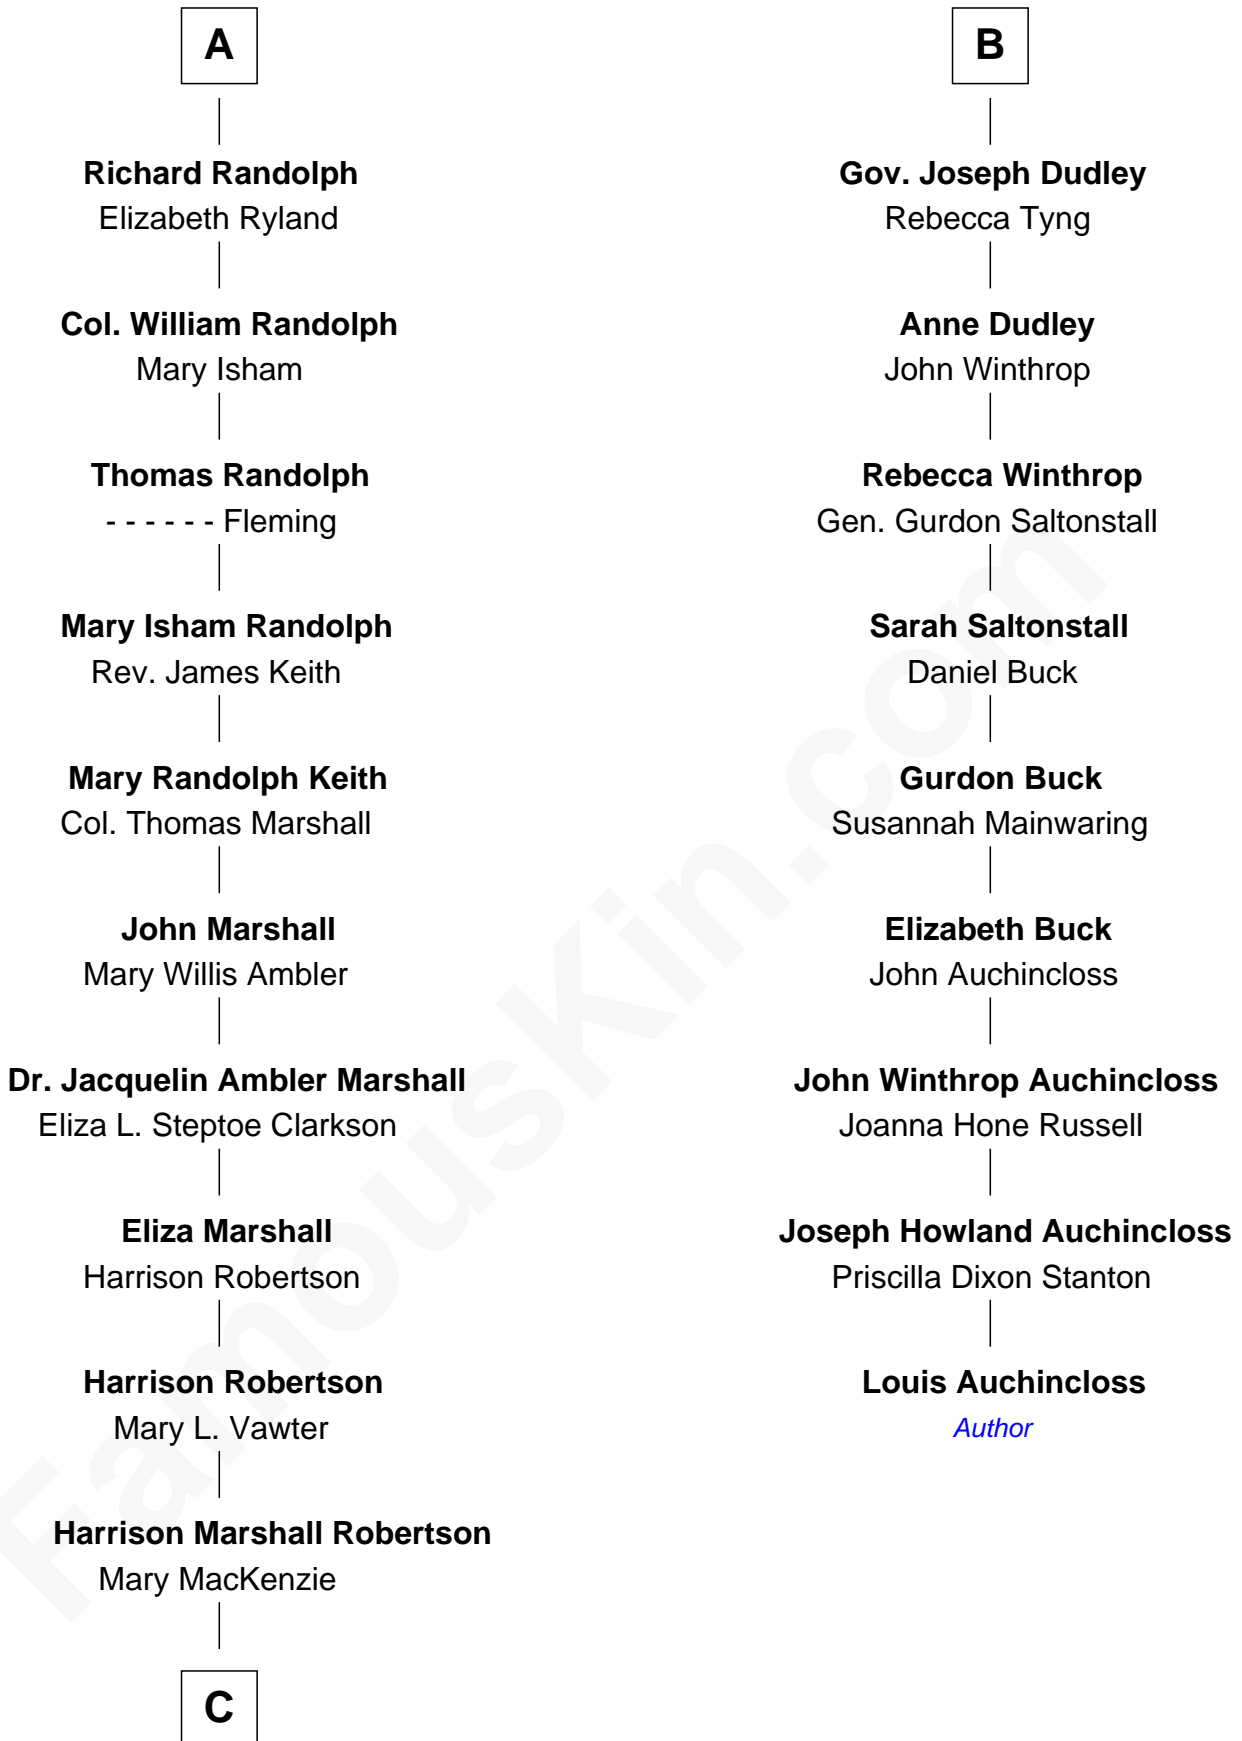 A
Richard Randolph
Elizabeth Ryland
Col. William Randolph
Mary Isham
Thomas Randolph
- - - - - - Fleming
Mary Isham Randolph
Rev. James Keith
Mary Randolph Keith
Col. Thomas Marshall
John Marshall
Mary Willis Ambler
Dr. Jacquelin Ambler Marshall
Eliza L. Steptoe Clarkson
Eliza Marshall
Harrison Robertson
Harrison Robertson
Mary L. Vawter
Harrison Marshall Robertson
Mary MacKenzie
C
B
Gov. Joseph Dudley
Rebecca Tyng
Anne Dudley
John Winthrop
Rebecca Winthrop
Gen. Gurdon Saltonstall
Sarah Saltonstall
Daniel Buck
Gurdon Buck
Susannah Mainwaring
Elizabeth Buck
John Auchincloss
John Winthrop Auchincloss
Joanna Hone Russell
Joseph Howland Auchincloss
Priscilla Dixon Stanton
Louis Auchincloss
Author
FamousKin.com